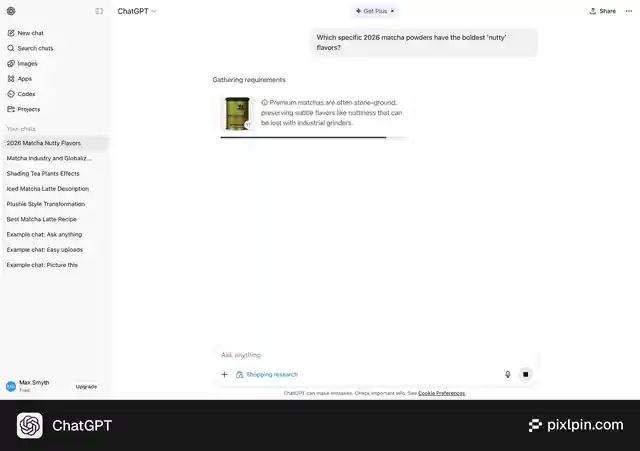 ChatGPT
Get Plus
Share
New chat
Search chats
Images
Apps
Codex
Projects
Your chats
2026 Matcha Nutty Flavors
Matcha Industry and Globaliz...
Shading Tea Plants Effects
Iced Matcha Latte Description
Plushie Style Transformation
Best Matcha Latte Recipe
Example chat: Ask anything
Example chat: Easy uploads
Example chat: Picture this
Max Smyth
Free
Upgrade
Which specific 2026 matcha powders have the boldest 'nutty'
flavors?
Gathering requirements
Premium matchas are often stone-ground,
preserving subtle flavors like nuttiness that can
be lost with industrial grinders.
Ask anything
Shopping research
ChatGPT can make mistakes. Check important info. See Cookie Preferences.
ChatGPT
pixlpin.com